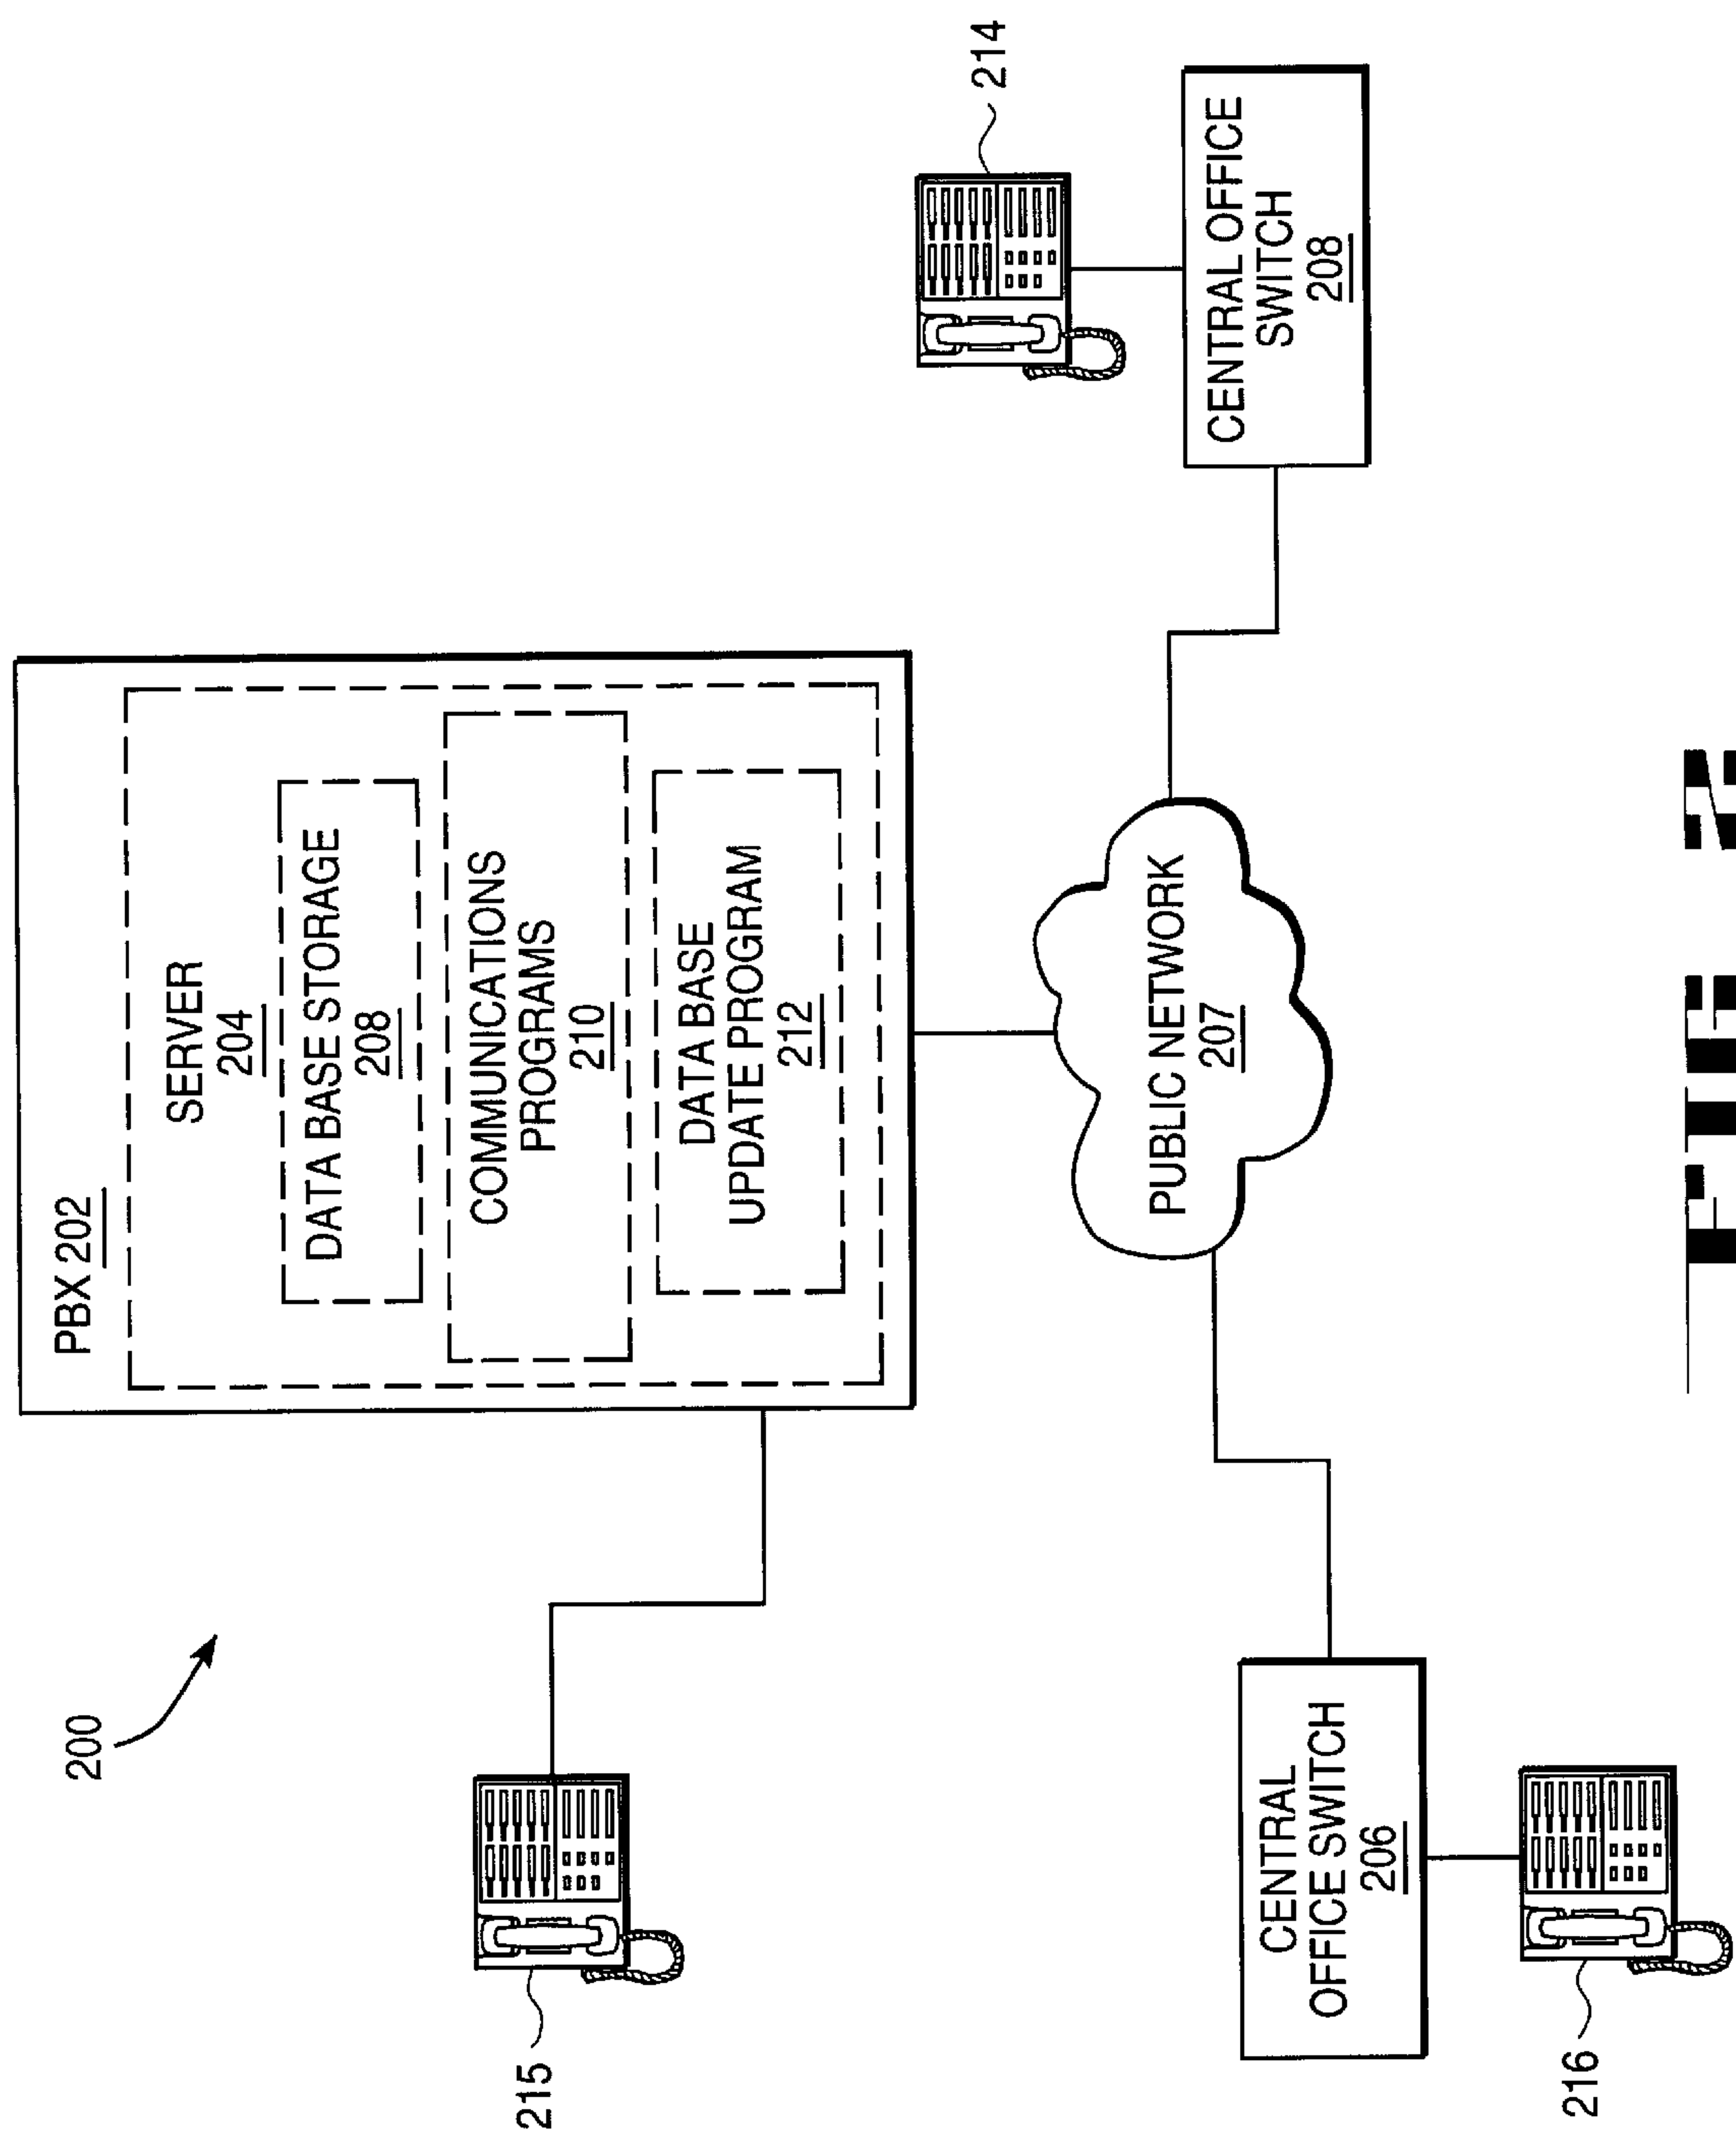 200
PBX 202
SERVER
204
DATA BASE STORAGE
208
COMMUNICATIONS
PROGRAMS
210
DATA BASE
UPDATE PROGRAM
212
215
214
PUBLIC NETWORK
207
CENTRAL OFFICE
SWITCH
208
CENTRAL
OFFICE SWITCH
206
216